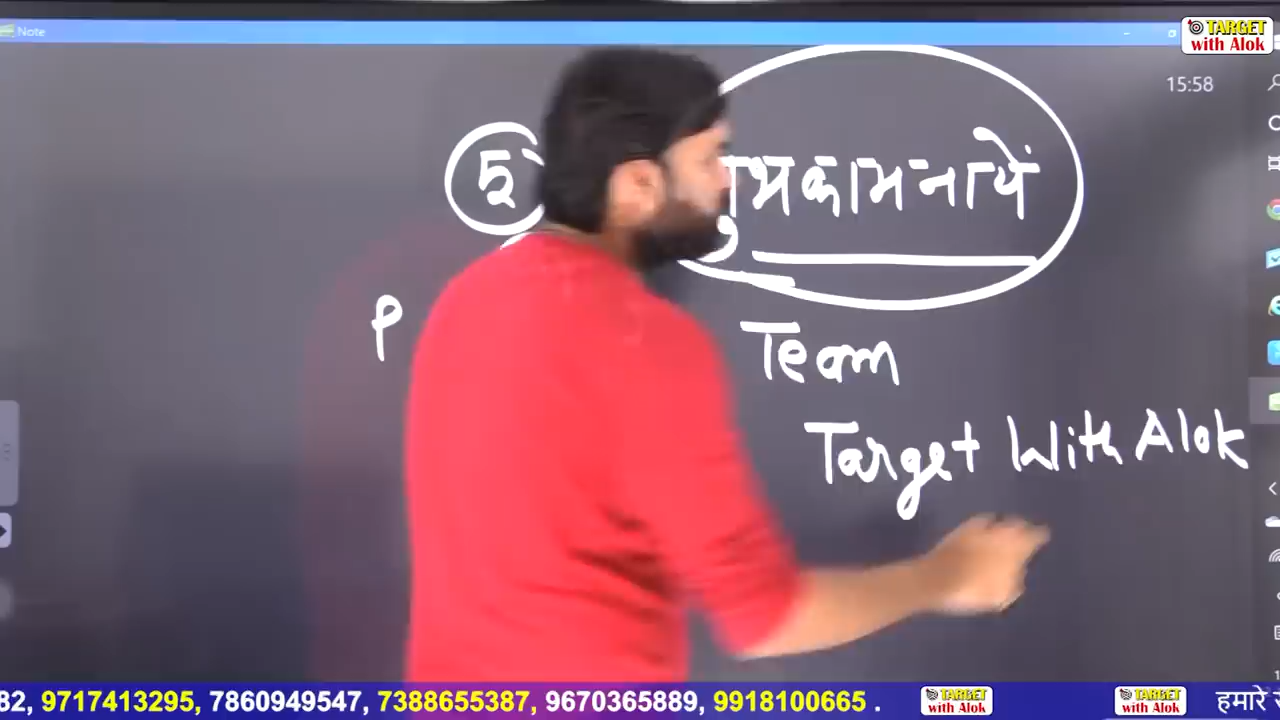 Note
TARGET
with Alok
15:58
5
शुभकामनायें
P
Team
Target With Alok
82, 9717413295, 7860949547, 7388655387, 9670365889, 9918100665 .
TARGET
with Alok
TARGET
with Alok
हमारे